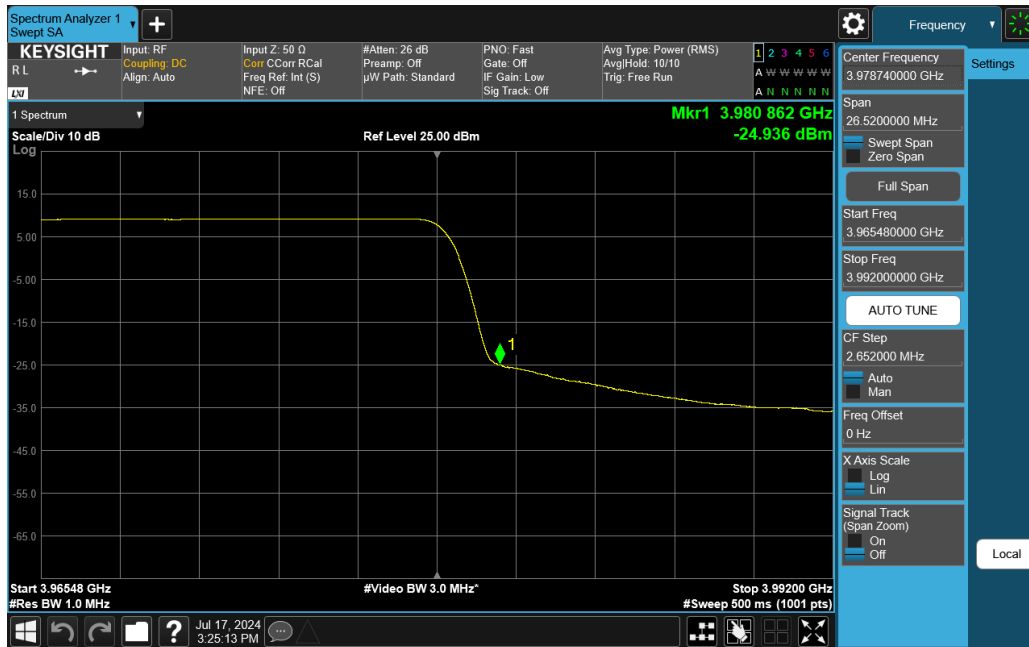 Spectrum Analyzer 1
Swept SA
+
Frequency
KEYSIGHT
R L
LXI
Input: RF
Coupling: DC
Align: Auto
Input Z: 50 Ω
Corr CCorr RCal
Freq Ref: Int (S)
NFE: Off
#Atten: 26 dB
Preamp: Off
µW Path: Standard
PNO: Fast
Gate: Off
IF Gain: Low
Sig Track: Off
Avg Type: Power (RMS)
Avg|Hold: 10/10
Trig: Free Run
1 2 3 4 5 6
A W W W W W
A N N N N N
1 Spectrum
Scale/Div 10 dB
Ref Level 25.00 dBm
Mkr1 3.980 862 GHz
-24.936 dBm
Log
15.0
5.00
-5.00
-15.0
-25.0
-35.0
-45.0
-55.0
-65.0
1
Start 3.96548 GHz
#Video BW 3.0 MHz*
Stop 3.99200 GHz
#Res BW 1.0 MHz
#Sweep 500 ms (1001 pts)
?
Jul 17, 2024
3:25:13 PM
Center Frequency
3.978740000 GHz
Span
26.5200000 MHz
Swept Span
Zero Span
Full Span
Start Freq
3.965480000 GHz
Stop Freq
3.992000000 GHz
AUTO TUNE
CF Step
2.652000 MHz
Auto
Man
Freq Offset
0 Hz
X Axis Scale
Log
Lin
Signal Track
(Span Zoom)
On
Off
Settings
Local